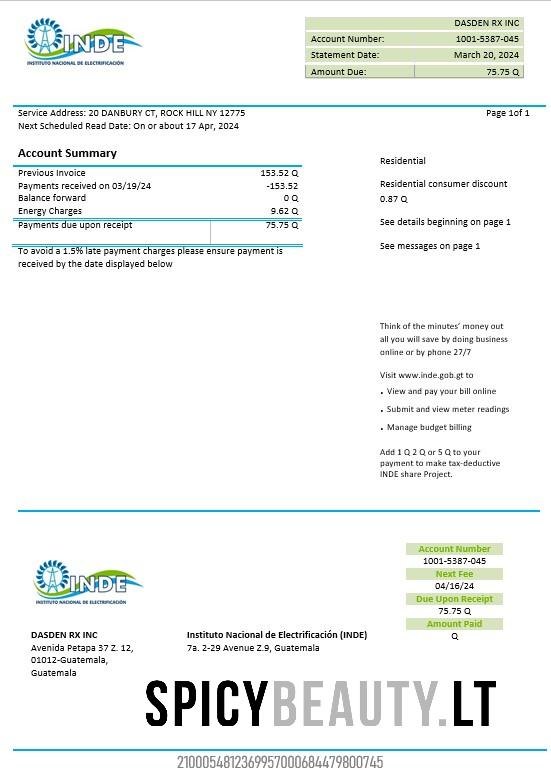 INDE
INSTITUTO NACIONAL DE ELECTRIFICACIÓN
DASDEN RX INC
Account Number: 1001-5387-045
Statement Date: March 20, 2024
Amount Due: 75.75 Q
Service Address: 20 DANBURY CT, ROCK HILL NY 12775
Page 1of 1
Next Scheduled Read Date: On or about 17 Apr, 2024
Account Summary
Previous Invoice 153.52 Q
Payments received on 03/19/24 -153.52
Balance forward 0 Q
Energy Charges 9.62 Q
Payments due upon receipt 75.75 Q
To avoid a 1.5% late payment charges please ensure payment is
received by the date displayed below
Residential
Residential consumer discount
0.87 Q
See details beginning on page 1
See messages on page 1
Think of the minutes' money out
all you will save by doing business
online or by phone 27/7
Visit www.inde.gob.gt to
• View and pay your bill online
• Submit and view meter readings
• Manage budget billing
Add 1 Q 2 Q or 5 Q to your
payment to make tax-deductive
INDE share Project.
INDE
INSTITUTO NACIONAL DE ELECTRIFICACIÓN
Account Number
1001-5387-045
Next Fee
04/16/24
Due Upon Receipt
75.75 Q
Amount Paid
Q
DASDEN RX INC
Avenida Petapa 37 Z. 12,
01012-Guatemala,
Guatemala
Instituto Nacional de Electrificación (INDE)
7a. 2-29 Avenue Z.9, Guatemala
SPICYBEAUTY.LT
2100054812369957000684479800745